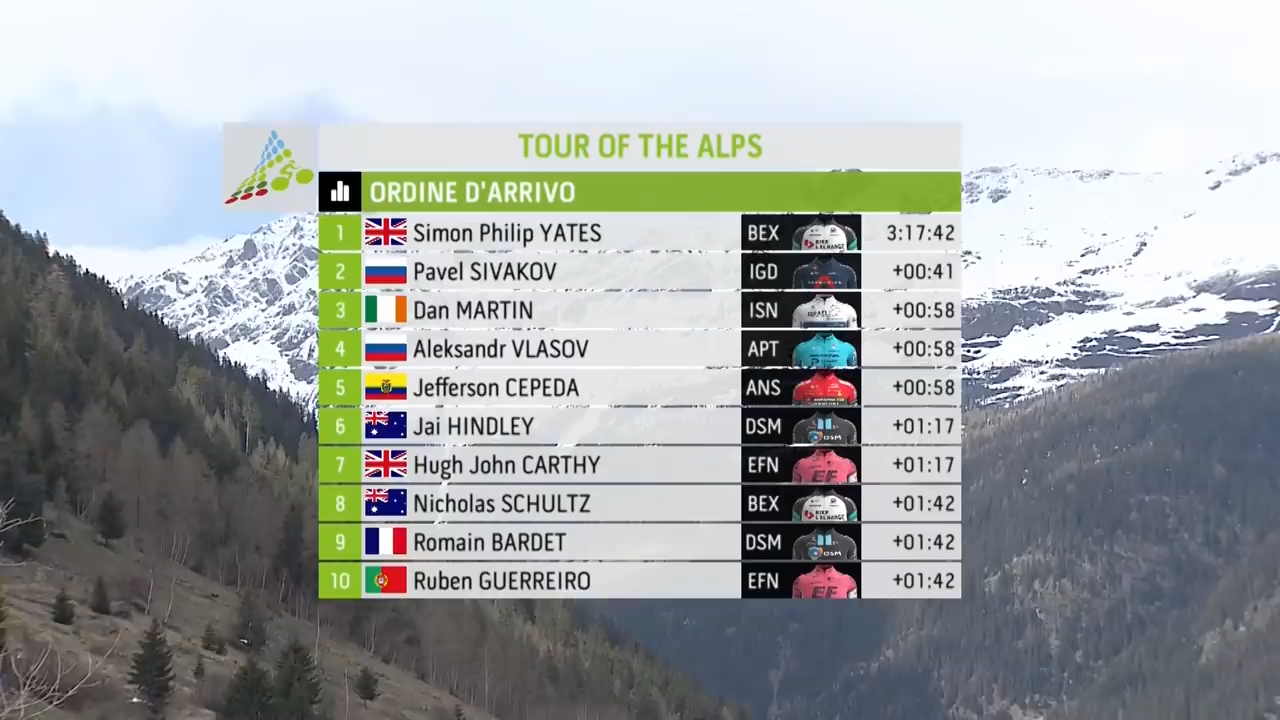 TOUR OF THE ALPS
ORDINE D'ARRIVO
1 Simon Philip YATES BEX 3:17:42
2 Pavel SIVAKOV IGD +00:41
3 Dan MARTIN ISN +00:58
4 Aleksandr VLASOV APT +00:58
5 Jefferson CEPEDA ANS +00:58
6 Jai HINDLEY DSM +01:17
7 Hugh John CARTHY EFN +01:17
8 Nicholas SCHULTZ BEX +01:42
9 Romain BARDET DSM +01:42
10 Ruben GUERREIRO EFN +01:42